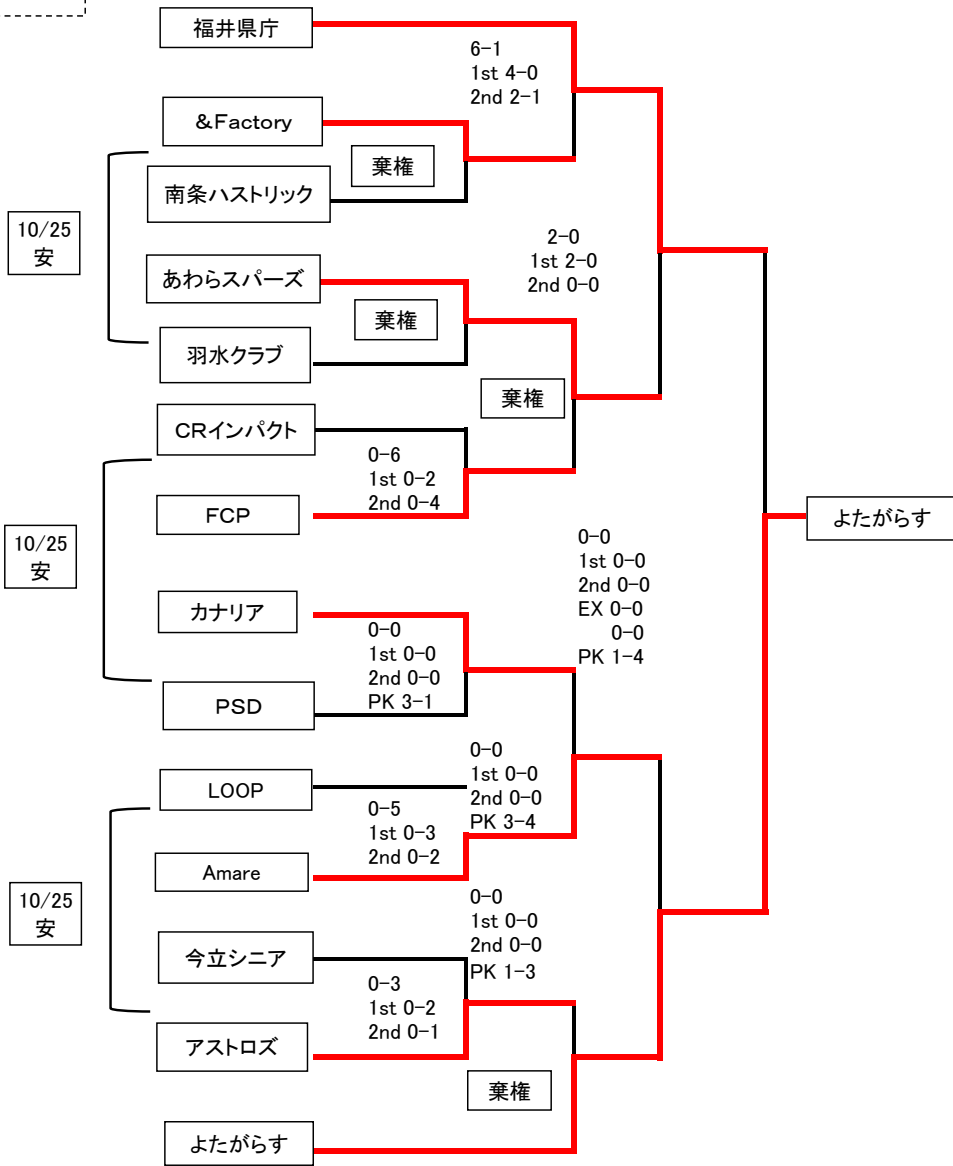 福井県庁
6-1
1st 4-0
2nd 2-1
&Factory
棄権
南条ハストリック
10/25
安
2-0
1st 2-0
2nd 0-0
あわらスパーズ
棄権
羽水クラブ
棄権
CRインパクト
0-6
1st 0-2
2nd 0-4
FCP
よたがらす
10/25
安
0-0
1st 0-0
2nd 0-0
EX 0-0
0-0
PK 1-4
カナリア
0-0
1st 0-0
2nd 0-0
PK 3-1
PSD
0-0
1st 0-0
2nd 0-0
PK 3-4
LOOP
0-5
1st 0-3
2nd 0-2
Amare
10/25
安
0-0
1st 0-0
2nd 0-0
PK 1-3
今立シニア
0-3
1st 0-2
2nd 0-1
アストロズ
棄権
よたがらす